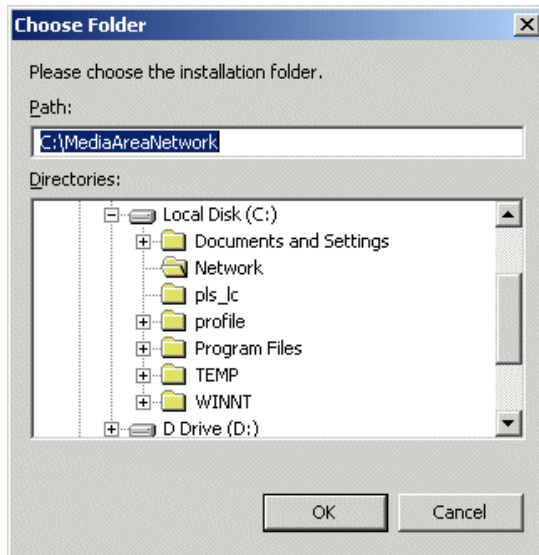 Choose Folder
Please choose the installation folder.
Path:
C:\MediaAreaNetwork
Directories:
Local Disk (C:)
Documents and Settings
Network
pls_lc
profile
Program Files
TEMP
WINNT
D Drive (D:)
OK Cancel